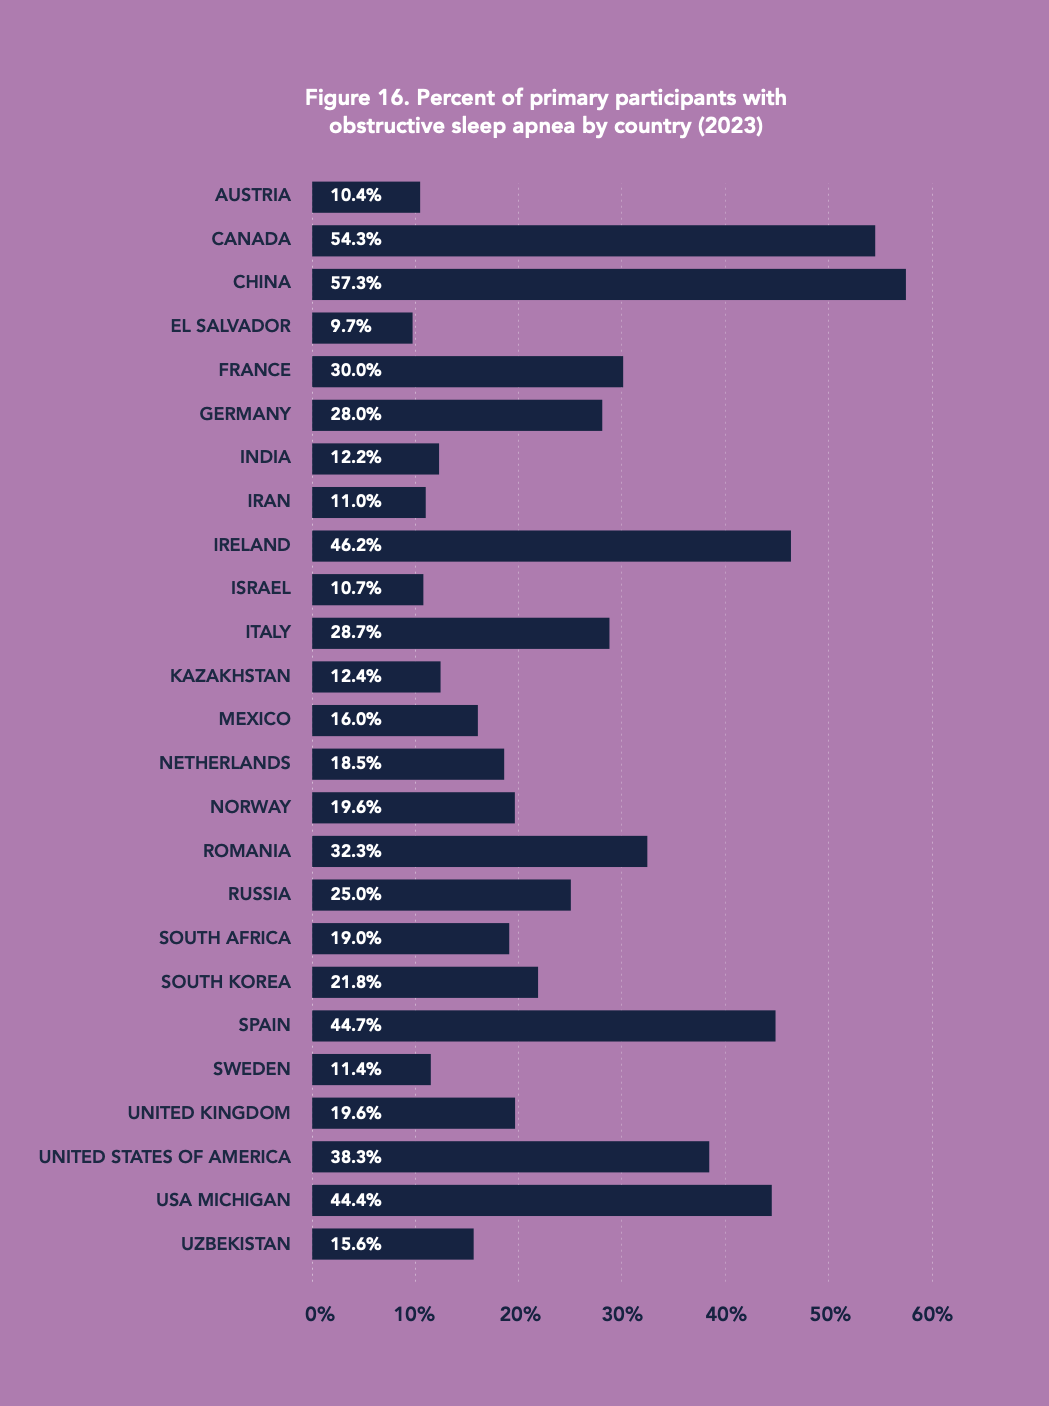 Figure 16. Percent of primary participants with
obstructive sleep apnea by country (2023)
AUSTRIA 10.4%
CANADA 54.3%
CHINA 57.3%
EL SALVADOR 9.7%
FRANCE 30.0%
GERMANY 28.0%
INDIA 12.2%
IRAN 11.0%
IRELAND 46.2%
ISRAEL 10.7%
ITALY 28.7%
KAZAKHSTAN 12.4%
MEXICO 16.0%
NETHERLANDS 18.5%
NORWAY 19.6%
ROMANIA 32.3%
RUSSIA 25.0%
SOUTH AFRICA 19.0%
SOUTH KOREA 21.8%
SPAIN 44.7%
SWEDEN 11.4%
UNITED KINGDOM 19.6%
UNITED STATES OF AMERICA 38.3%
USA MICHIGAN 44.4%
UZBEKISTAN 15.6%
0% 10% 20% 30% 40% 50% 60%